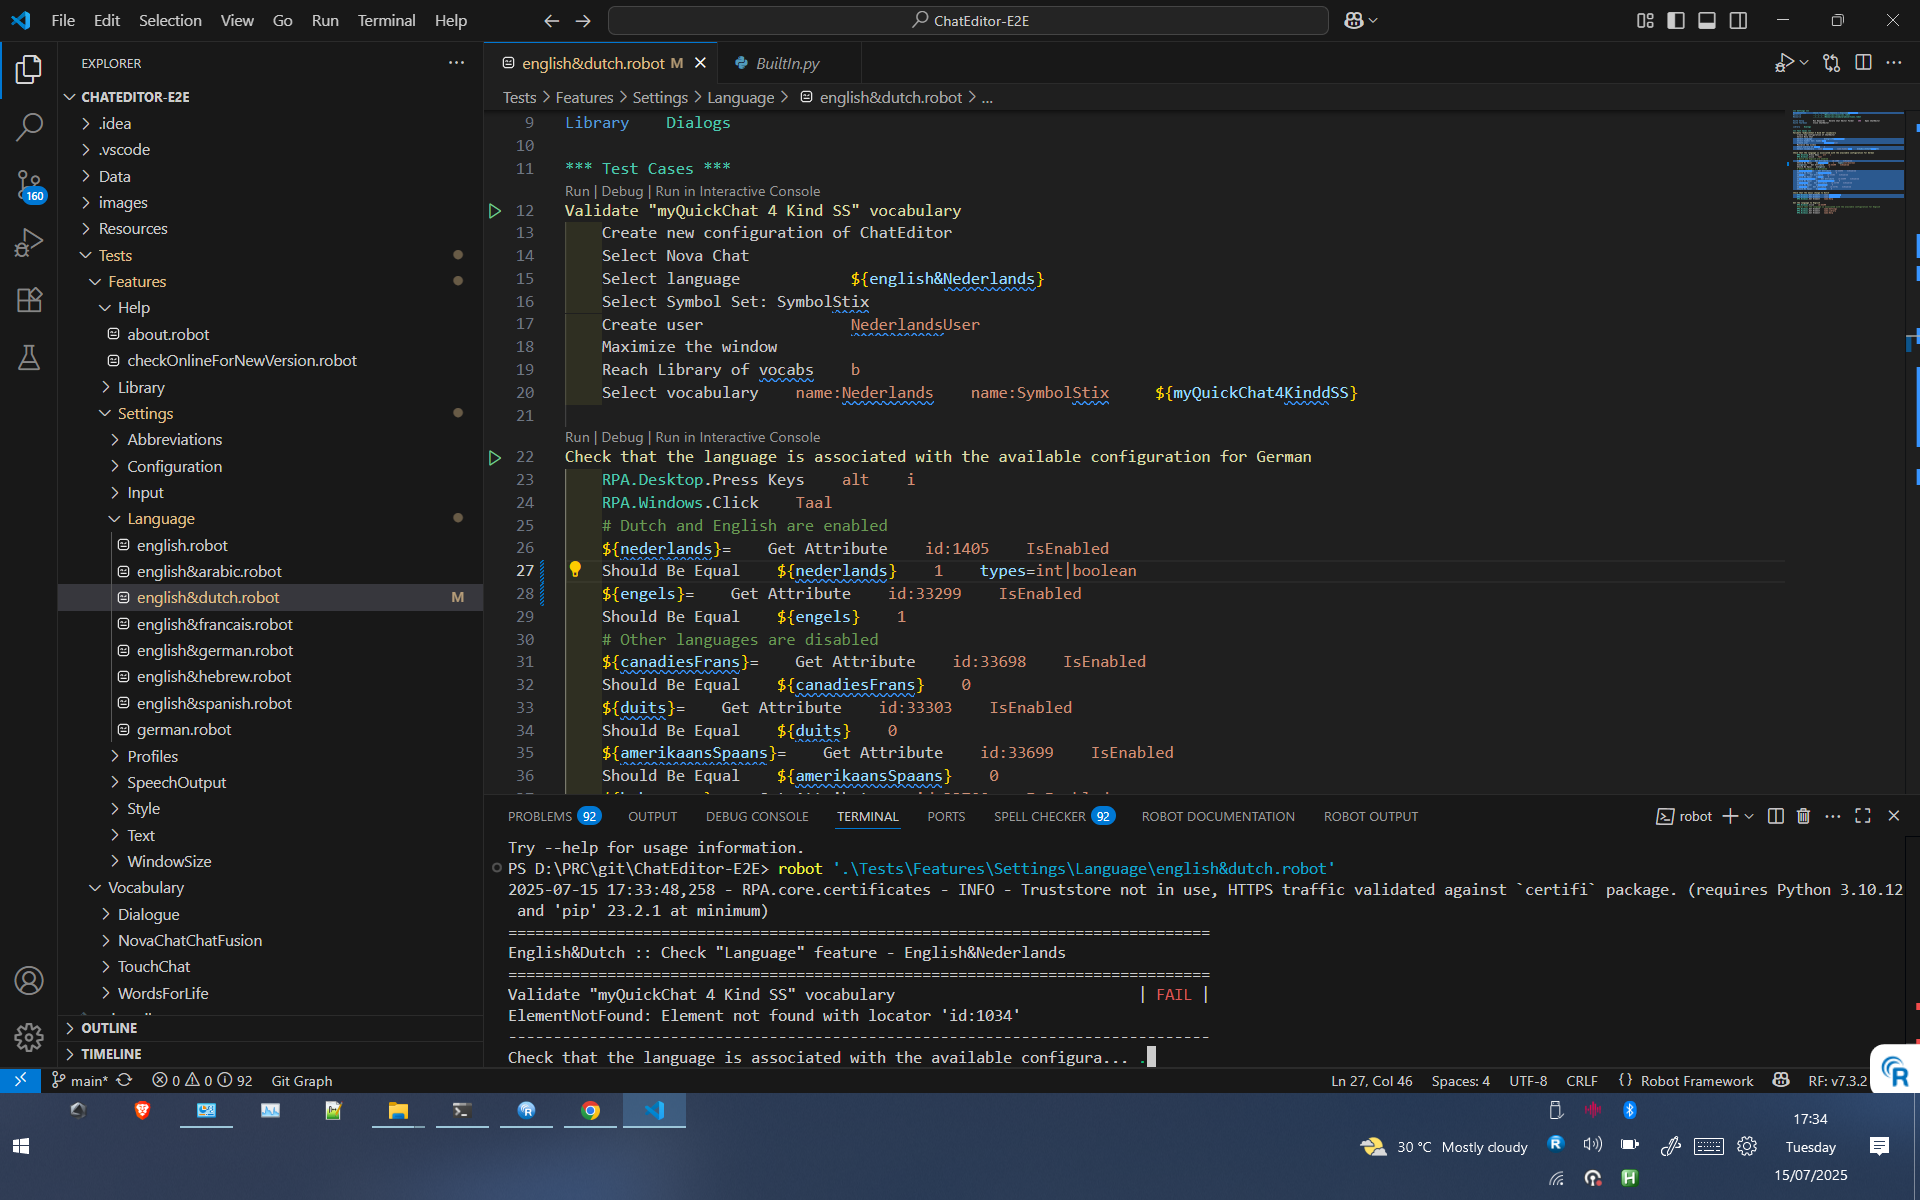 File Edit Selection View Go Run Terminal Help
ChatEditor-E2E
EXPLORER
CHATEDITOR-E2E
.idea
.vscode
Data
images
Resources
Tests
Features
Help
about.robot
checkOnlineForNewVersion.robot
Library
Settings
Abbreviations
Configuration
Input
Language
english.robot
english&arabic.robot
english&dutch.robot M
english&francais.robot
english&german.robot
english&hebrew.robot
english&spanish.robot
german.robot
Profiles
SpeechOutput
Style
Text
WindowSize
Vocabulary
Dialogue
NovaChatChatFusion
TouchChat
WordsForLife
OUTLINE
TIMELINE
160
english&dutch.robot M
BuiltIn.py
Tests > Features > Settings > Language > english&dutch.robot > ...
9 Library Dialogs
10
11 *** Test Cases ***
Run | Debug | Run in Interactive Console
12 Validate "myQuickChat 4 Kind SS" vocabulary
13 Create new configuration of ChatEditor
14 Select Nova Chat
15 Select language ${english&Nederlands}
16 Select Symbol Set: SymbolStix
17 Create user NederlandsUser
18 Maximize the window
19 Reach Library of vocabs b
20 Select vocabulary name:Nederlands name:SymbolStix ${myQuickChat4KinddSS}
21
Run | Debug | Run in Interactive Console
22 Check that the language is associated with the available configuration for German
23 RPA.Desktop.Press Keys alt i
24 RPA.Windows.Click Taal
25 # Dutch and English are enabled
26 ${nederlands}= Get Attribute id:1405 IsEnabled
27 Should Be Equal ${nederlands} 1 types=int|boolean
28 ${engels}= Get Attribute id:33299 IsEnabled
29 Should Be Equal ${engels} 1
30 # Other languages are disabled
31 ${canadiesFrans}= Get Attribute id:33698 IsEnabled
32 Should Be Equal ${canadiesFrans} 0
33 ${duits}= Get Attribute id:33303 IsEnabled
34 Should Be Equal ${duits} 0
35 ${amerikaansSpaans}= Get Attribute id:33699 IsEnabled
36 Should Be Equal ${amerikaansSpaans} 0
PROBLEMS 92 OUTPUT DEBUG CONSOLE TERMINAL PORTS SPELL CHECKER 92 ROBOT DOCUMENTATION ROBOT OUTPUT robot
Try --help for usage information.
PS D:\PRC\git\ChatEditor-E2E> robot '.\Tests\Features\Settings\Language\english&dutch.robot'
2025-07-15 17:33:48,258 - RPA.core.certificates - INFO - Truststore not in use, HTTPS traffic validated against `certifi` package. (requires Python 3.10.12
and 'pip' 23.2.1 at minimum)
==============================================================================
English&Dutch :: Check "Language" feature - English&Nederlands
==============================================================================
Validate "myQuickChat 4 Kind SS" vocabulary | FAIL |
ElementNotFound: Element not found with locator 'id:1034'
------------------------------------------------------------------------------
Check that the language is associated with the available configura... .
main* 0 0 92 Git Graph
Ln 27, Col 46 Spaces: 4 UTF-8 CRLF {} Robot Framework RF: v7.3.2
R
17:34
30 °C Mostly cloudy
Tuesday
15/07/2025